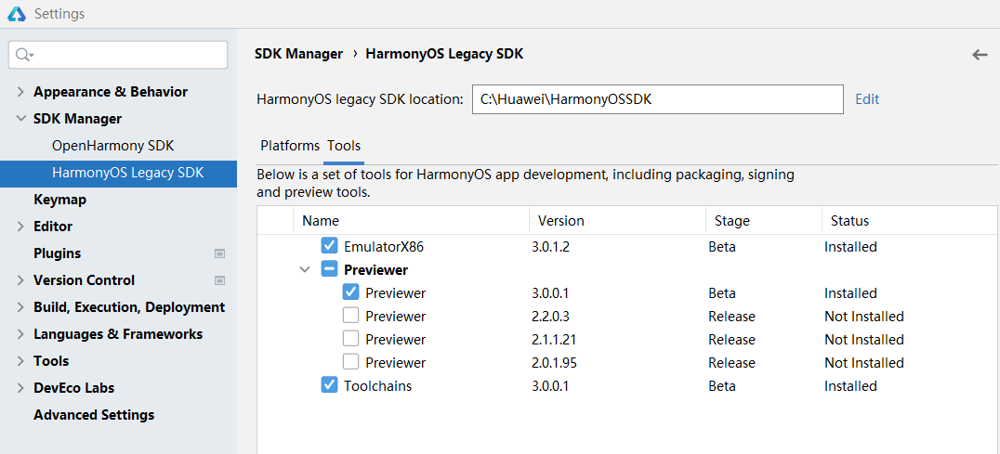 Settings
Appearance & Behavior
SDK Manager
OpenHarmony SDK
HarmonyOS Legacy SDK
Keymap
Editor
Plugins
Version Control
Build, Execution, Deployment
Languages & Frameworks
Tools
DevEco Labs
Advanced Settings
SDK Manager › HarmonyOS Legacy SDK
HarmonyOS legacy SDK location: C:\Huawei\HarmonyOSSDK Edit
Platforms Tools
Below is a set of tools for HarmonyOS app development, including packaging, signing
and preview tools.
Name Version Stage Status
EmulatorX86 3.0.1.2 Beta Installed
Previewer
Previewer 3.0.0.1 Beta Installed
Previewer 2.2.0.3 Release Not Installed
Previewer 2.1.1.21 Release Not Installed
Previewer 2.0.1.95 Release Not Installed
Toolchains 3.0.0.1 Beta Installed